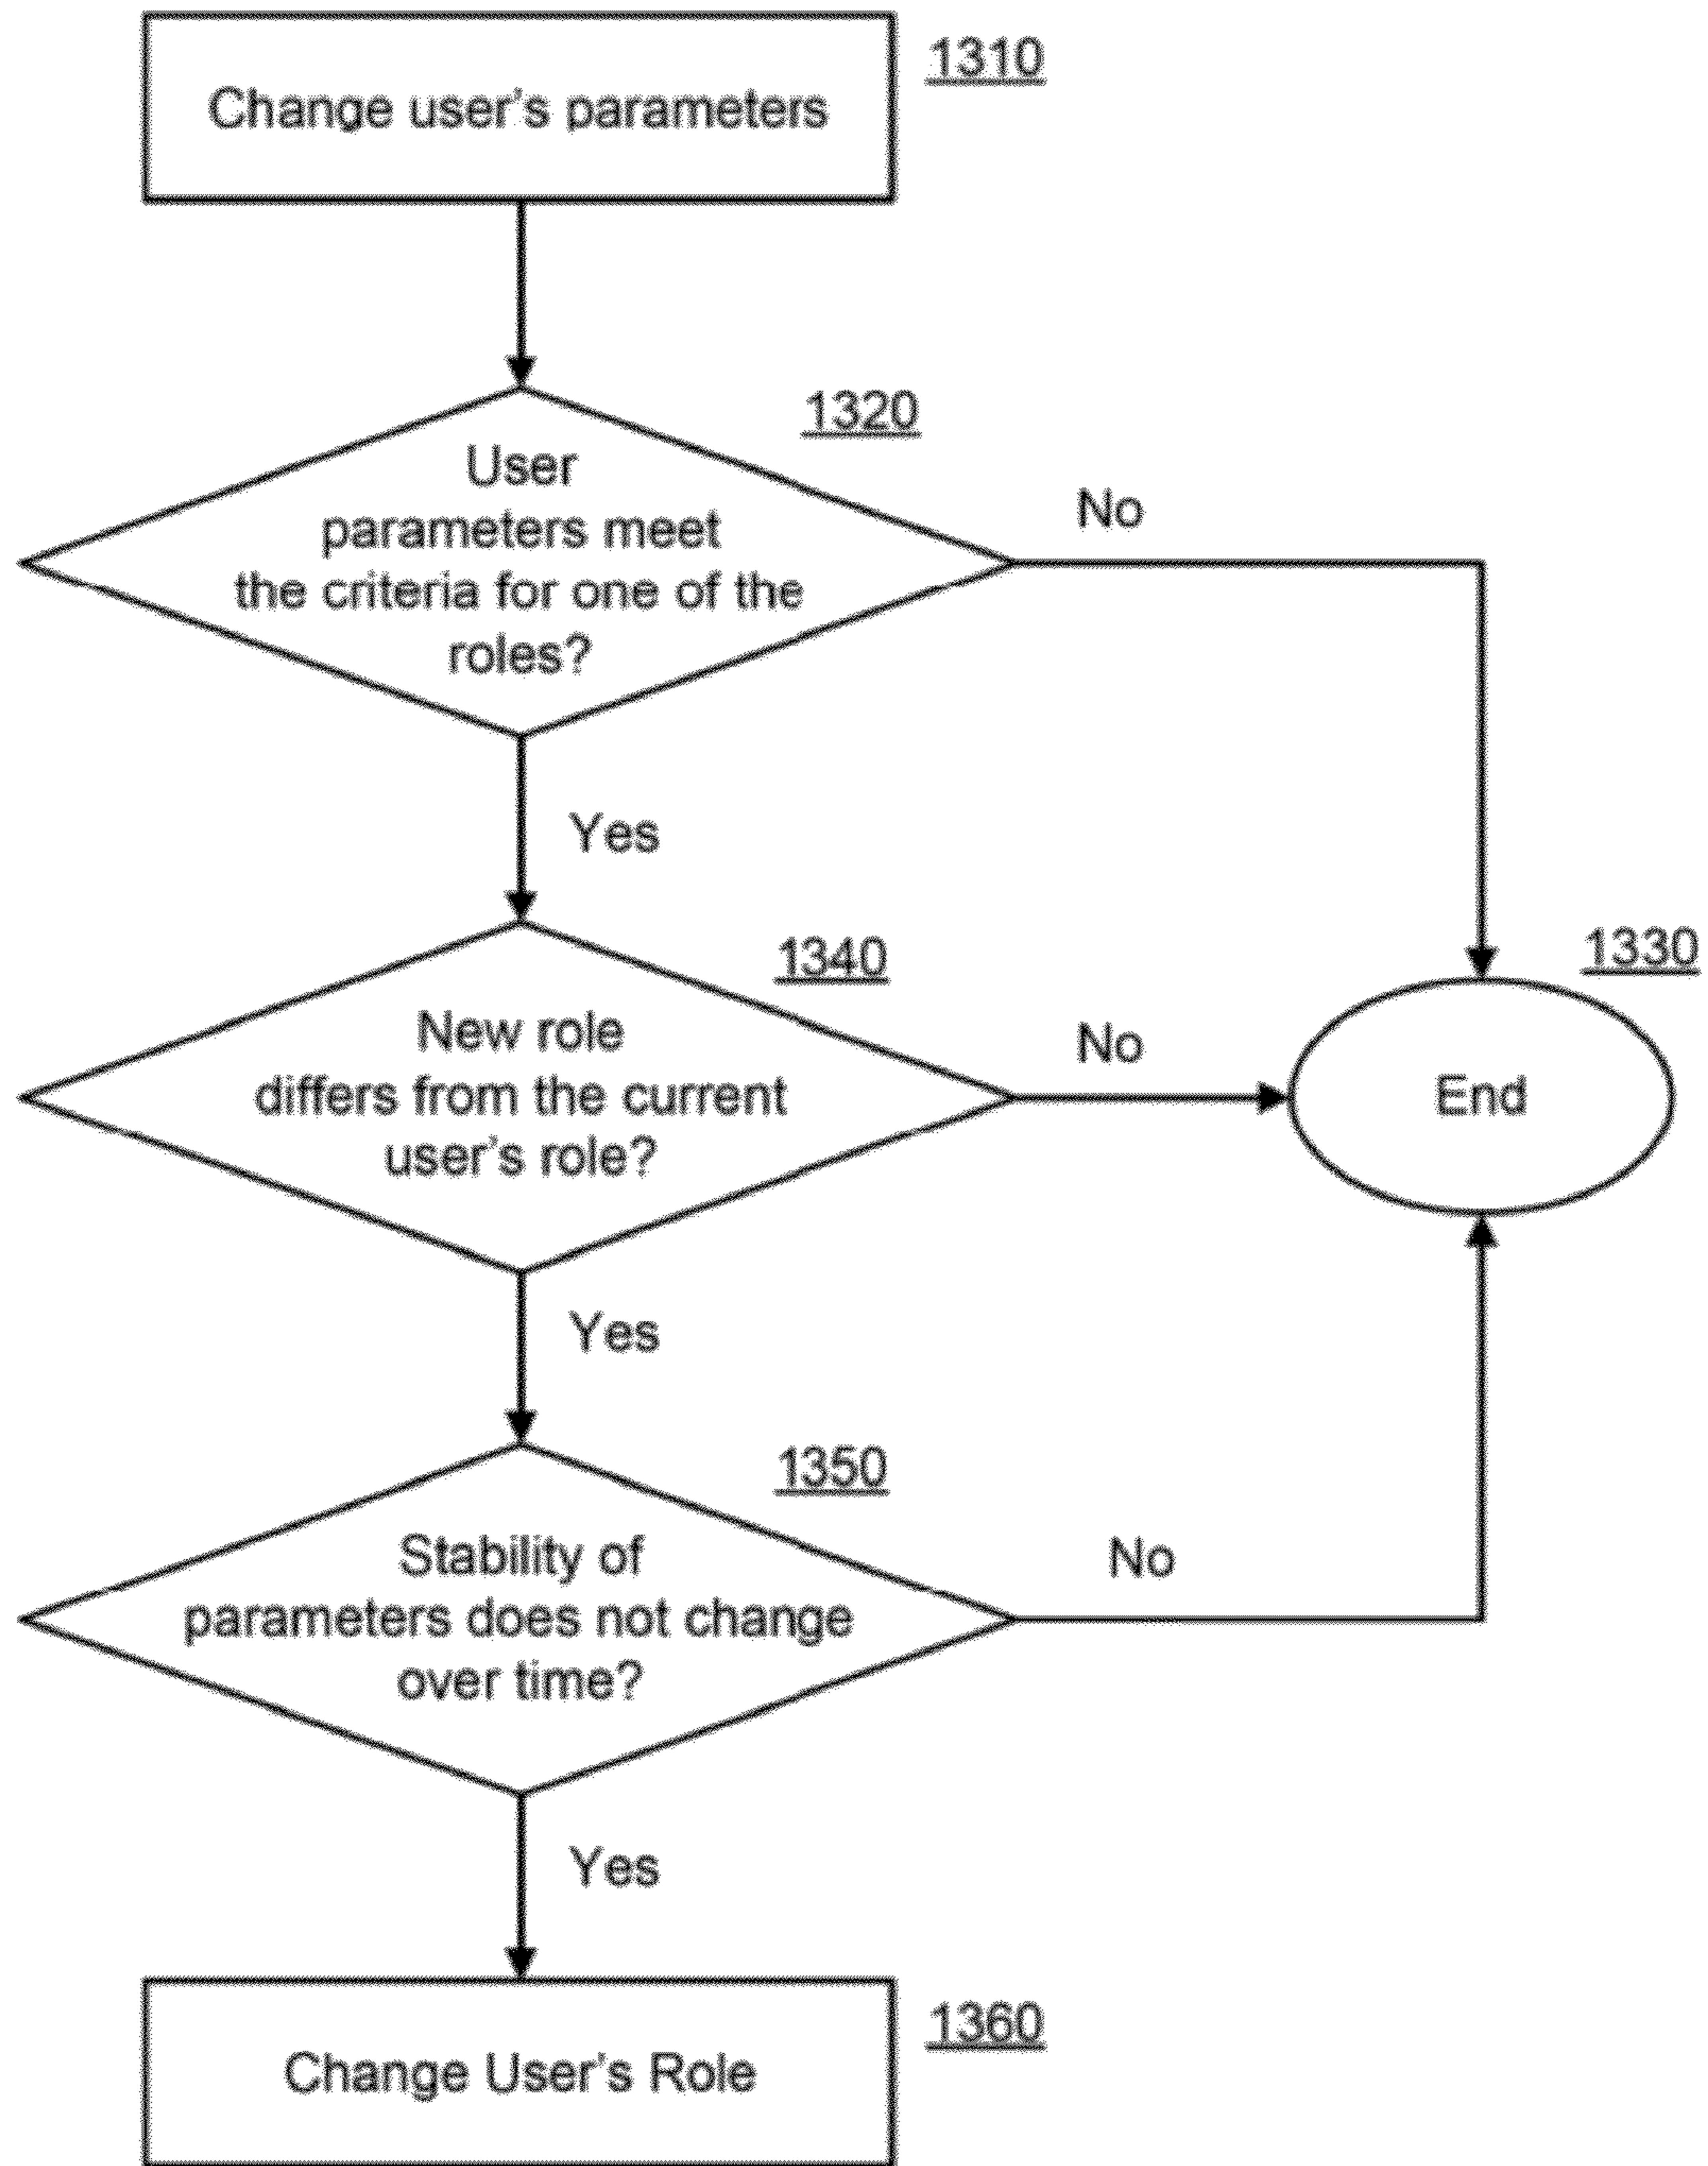 1310
Change user's parameters
1320
User
parameters meet
the criteria for one of the
roles?
No
Yes
1340
1330
New role
differs from the current
user's role?
No
End
Yes
1350
Stability of
parameters does not change
over time?
No
Yes
1360
Change User's Role